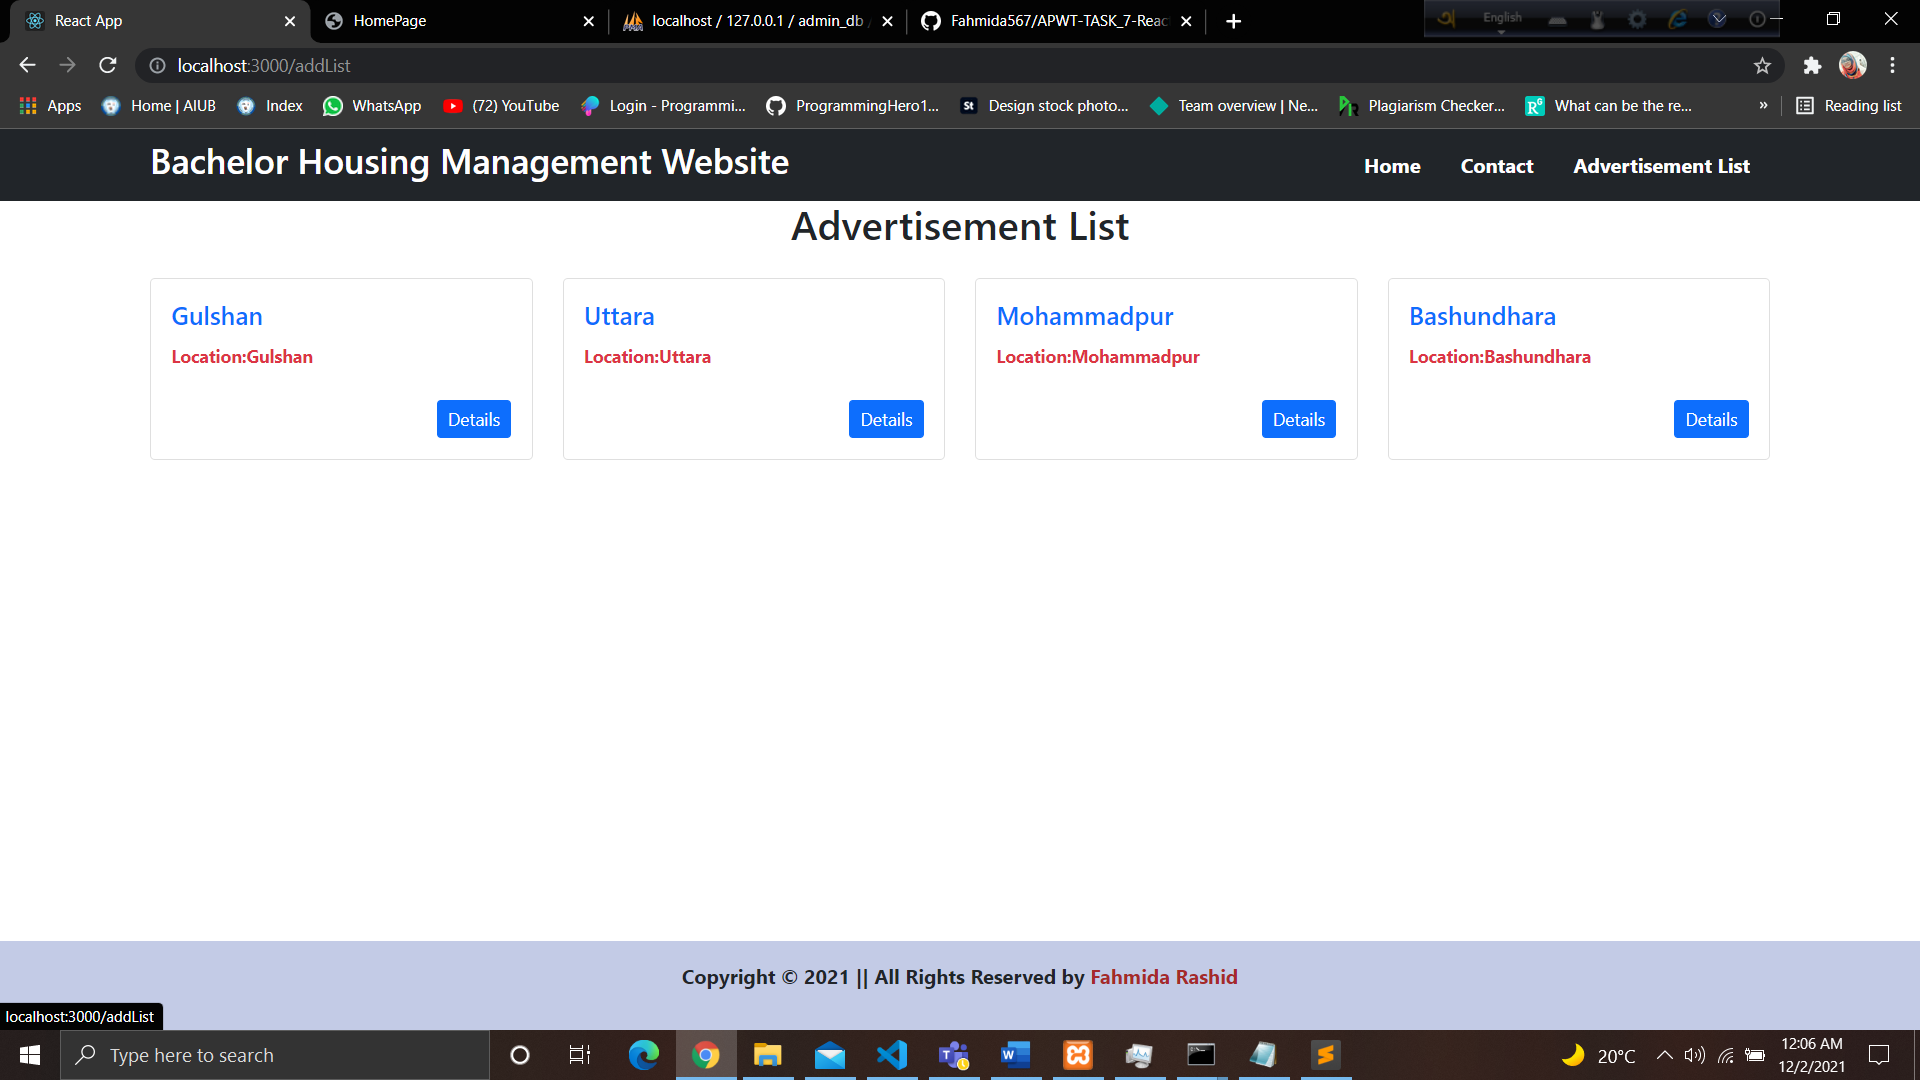 React App
HomePage
localhost / 127.0.0.1 / admin_db
Fahmida567/APWT-TASK_7-Reac
English
localhost:3000/addList
Apps
Home | AIUB
Index
WhatsApp
(72) YouTube
Login - Programmi...
ProgrammingHero1...
St
Design stock photo...
Team overview | Ne...
Plagiarism Checker...
What can be the re...
»
Reading list
Bachelor Housing Management Website
Home
Contact
Advertisement List
Advertisement List
Gulshan
Location:Gulshan
Details
Uttara
Location:Uttara
Details
Mohammadpur
Location:Mohammadpur
Details
Bashundhara
Location:Bashundhara
Details
Copyright © 2021 || All Rights Reserved by Fahmida Rashid
localhost:3000/addList
Type here to search
20°C
12:06 AM
12/2/2021